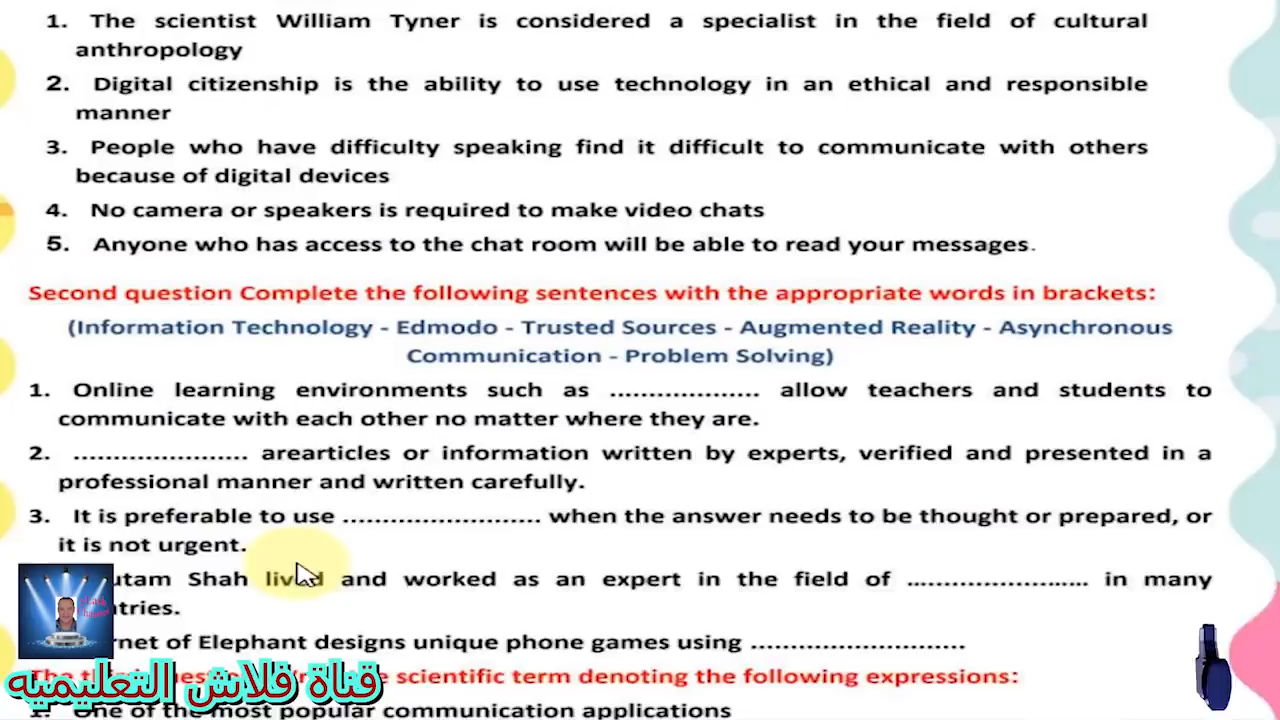 1. The scientist William Tyner is considered a specialist in the field of cultural
anthropology
2. Digital citizenship is the ability to use technology in an ethical and responsible
manner
3. People who have difficulty speaking find it difficult to communicate with others
because of digital devices
4. No camera or speakers is required to make video chats
5. Anyone who has access to the chat room will be able to read your messages.
Second question Complete the following sentences with the appropriate words in brackets:
(Information Technology - Edmodo - Trusted Sources - Augmented Reality - Asynchronous
Communication - Problem Solving)
1. Online learning environments such as ................... allow teachers and students to
communicate with each other no matter where they are.
2. ...................... arearticles or information written by experts, verified and presented in a
professional manner and written carefully.
3. It is preferable to use ......................... when the answer needs to be thought or prepared, or
it is not urgent.
Shah lived and worked as an expert in the field of ....................... in many
of Elephant designs unique phone games using ...........................
scientific term denoting the following expressions:
قناة فلاش التعليميه
1. One of the most popular communication applications